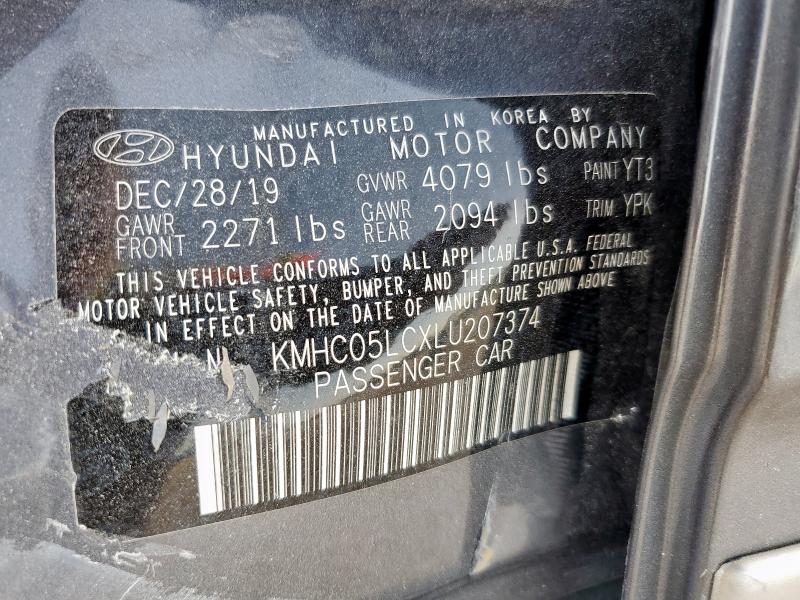 MANUFACTURED IN KOREA BY
HYUNDAI MOTOR COMPANY
DEC/28/19 GVWR 4079 lbs PAINT YT3
GAWR FRONT 2271 lbs GAWR REAR 2094 lbs TRIM YPK
THIS VEHICLE CONFORMS TO ALL APPLICABLE U.S.A. FEDERAL
MOTOR VEHICLE SAFETY, BUMPER, AND THEFT PREVENTION STANDARDS
IN EFFECT ON THE DATE OF MANUFACTURE SHOWN ABOVE
KMHC05LCXLU207374
PASSENGER CAR